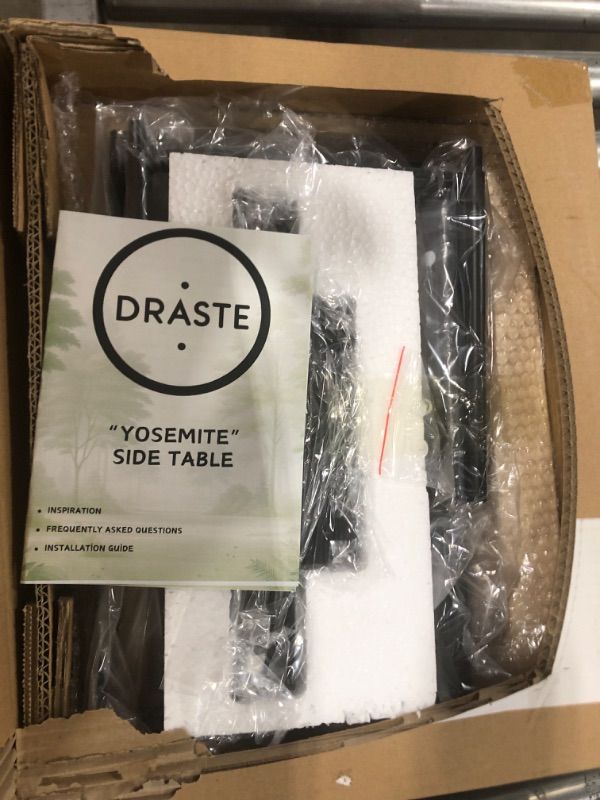 DRASTE
"YOSEMITE"
SIDE TABLE
• INSPIRATION
• FREQUENTLY ASKED QUESTIONS
• INSTALLATION GUIDE